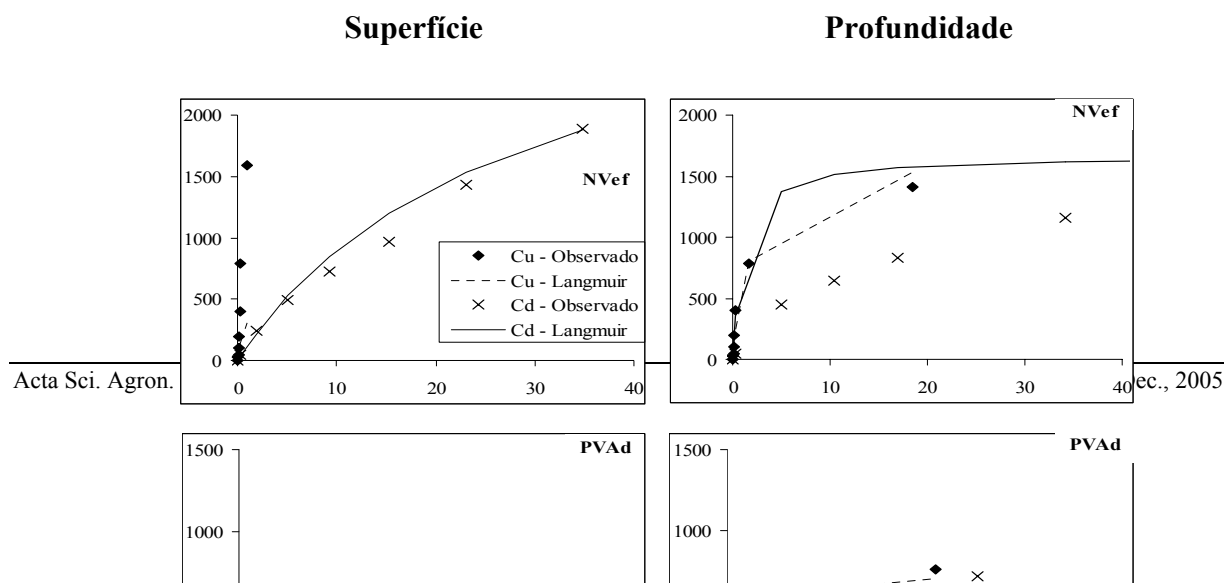 Superfície
Profundidade
2000
1500
1000
500
0
0
10
20
30
40
NVef
Cu - Observado
Cu - Langmuir
Cd - Observado
Cd - Langmuir
2000
1500
1000
500
0
0
10
20
30
40
NVef
Acta Sci. Agron.
ec., 2005
1500
1000
PVAd
1500
1000
PVAd